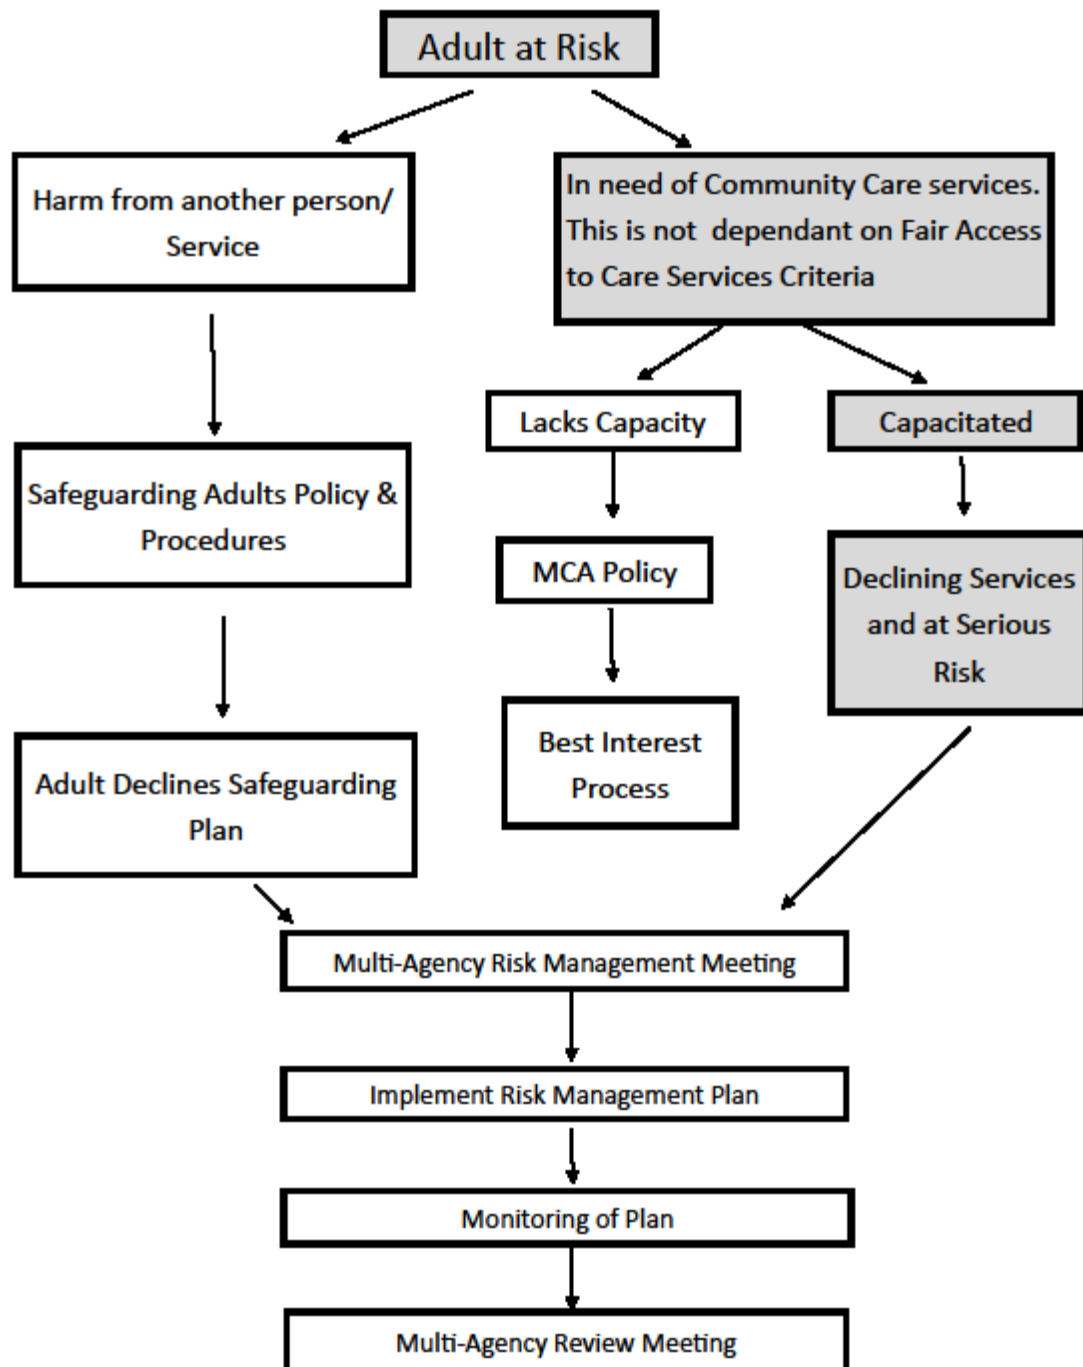 Adult at Risk
Harm from another person/
Service
In need of Community Care services.
This is not dependant on Fair Access
to Care Services Criteria
Lacks Capacity
Capacitated
Safeguarding Adults Policy &
Procedures
MCA Policy
Declining Services
and at Serious
Risk
Best Interest
Process
Adult Declines Safeguarding
Plan
Multi-Agency Risk Management Meeting
Implement Risk Management Plan
Monitoring of Plan
Multi-Agency Review Meeting